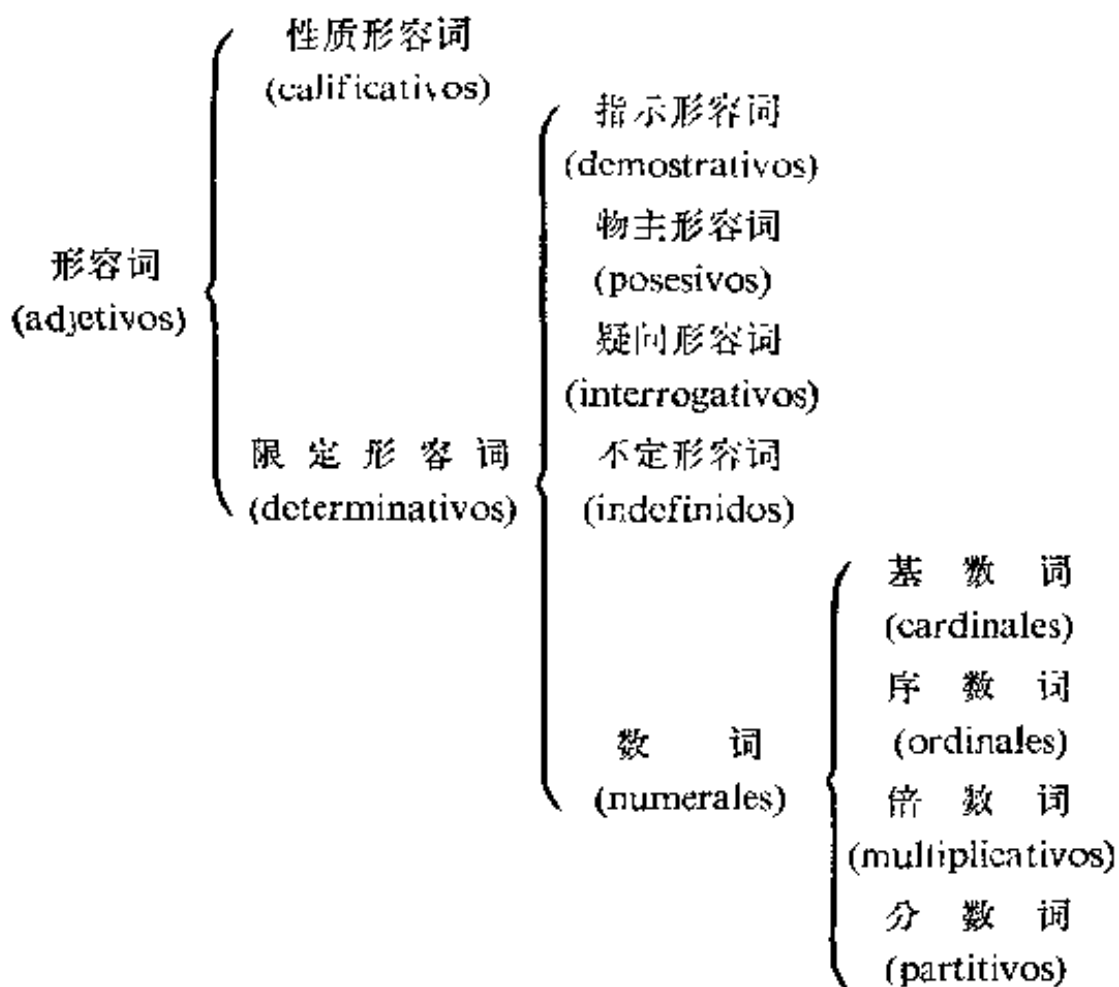 性质形容词
(calificativos)
指示形容词
(demostrativos)
物主形容词
(posesivos)
形容词
(adjetivos)
疑问形容词
(interrogativos)
限定形容词
(determinativos)
不定形容词
(indefinidos)
基数词
(cardinales)
序数词
(ordinales)
数词
(numerales)
倍数词
(multiplicativos)
分数词
(partitivos)